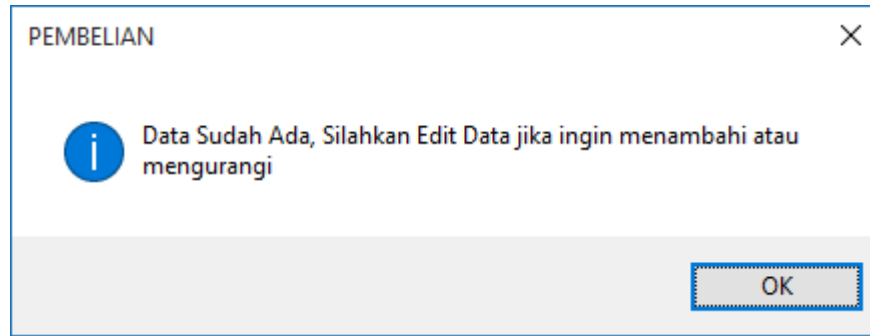 PEMBELIAN
Data Sudah Ada, Silahkan Edit Data jika ingin menambahi atau
mengurangi
OK